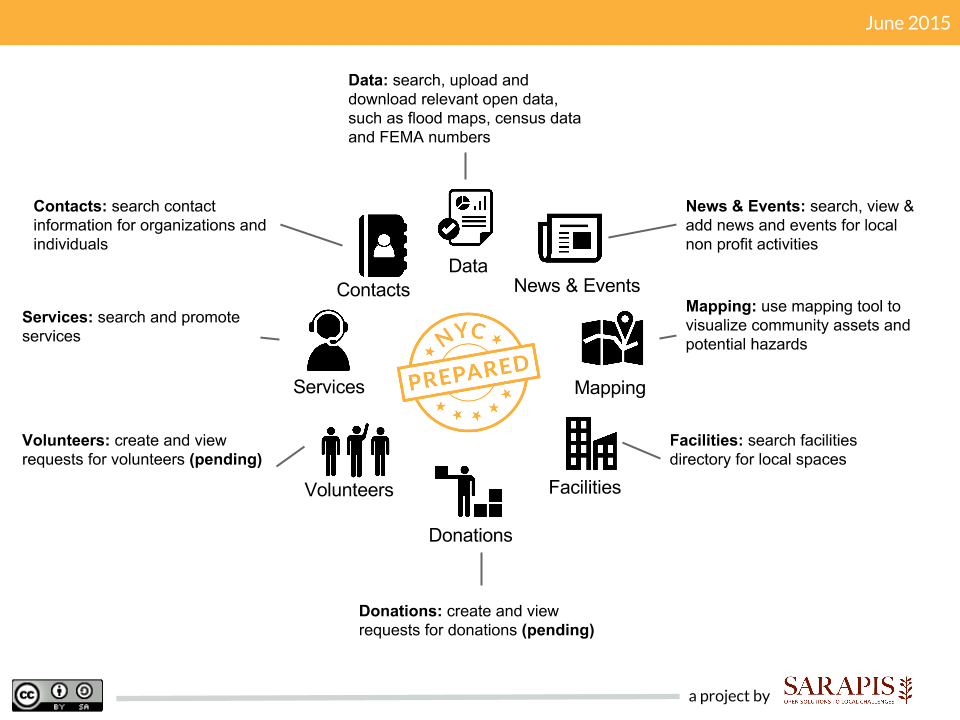 June 2015
Data: search, upload and
download relevant open data,
such as flood maps, census data
and FEMA numbers
Contacts: search contact
information for organizations and
individuals
News & Events: search, view &
add news and events for local
non profit activities
Data
Contacts
News & Events
Services: search and promote
services
Mapping: use mapping tool to
visualize community assets and
potential hazards
NYC
PREPARED
Services
Mapping
Volunteers: create and view
requests for volunteers (pending)
Facilities: search facilities
directory for local spaces
Volunteers
Facilities
Donations
Donations: create and view
requests for donations (pending)
cc
BY SA
a project by
SARAPIS
OPEN SOLUTIONS TO LOCAL CHALLENGES